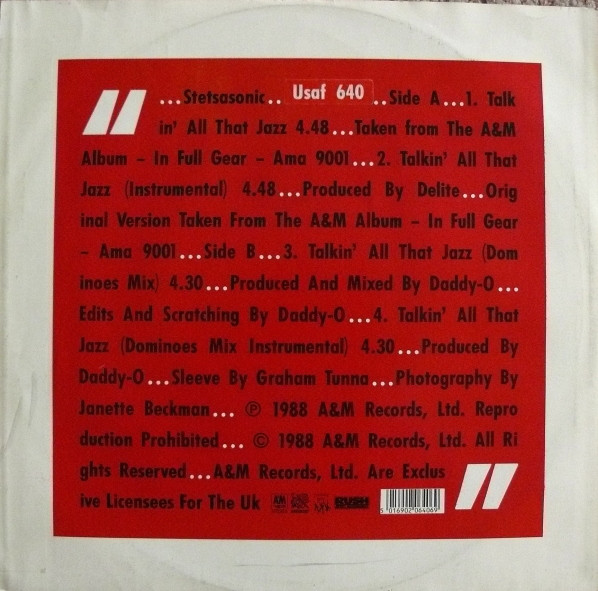 “ ...Stetsasonic.. Usaf 640 ..Side A...1. Talk
in' All That Jazz 4.48...Taken from The A&M
Album – In Full Gear – Ama 9001...2. Talkin' All That
Jazz (Instrumental) 4.48...Produced By Delite...Orig
inal Version Taken From The A&M Album – In Full Gear
– Ama 9001...Side B...3. Talkin' All That Jazz (Dom
inoes Mix) 4.30...Produced And Mixed By Daddy-O...
Edits And Scratching By Daddy-O...4. Talkin' All That
Jazz (Dominoes Mix Instrumental) 4.30...Produced By
Daddy-O...Sleeve By Graham Tunna...Photography By
Janette Beckman... ℗ 1988 A&M Records, Ltd. Repro
duction Prohibited... © 1988 A&M Records, Ltd. All Ri
ghts Reserved...A&M Records, Ltd. Are Exclus ”
ive Licensees For The Uk A&M RUSH
5 016902 064069